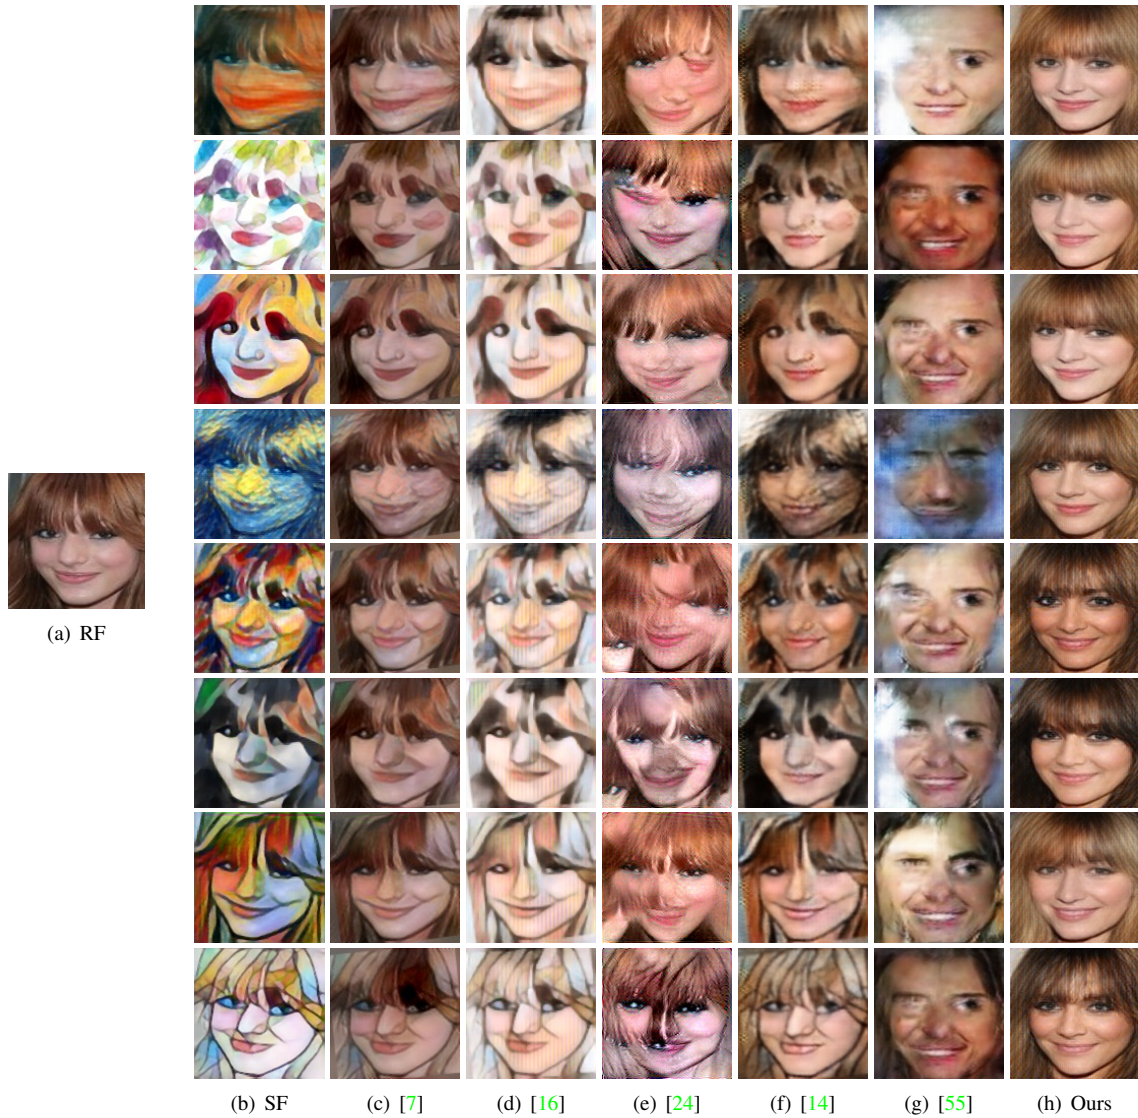 (a) RF
(b) SF
(c) [7]
(d) [16]
(e) [24]
(f) [14]
(g) [55]
(h) Ours